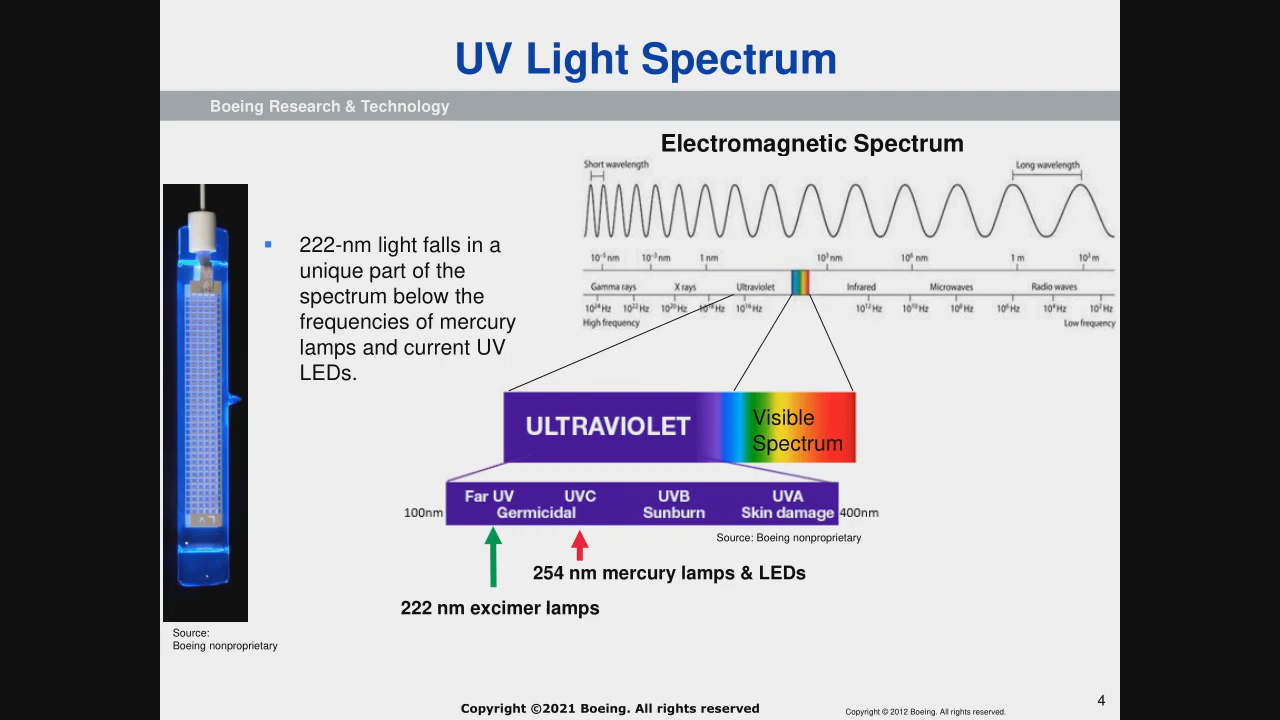 UV Light Spectrum
Boeing Research & Technology
Electromagnetic Spectrum
Short wavelength
Long wavelength
222-nm light falls in a
unique part of the
spectrum below the
frequencies of mercury
lamps and current UV
LEDs.
10⁻⁵ nm 10⁻³ nm 1 nm 10³ nm 10⁶ nm 1 m 10³ m
Gamma rays X rays Ultraviolet Infrared Microwaves Radio waves
10²⁴ Hz 10²² Hz 10²⁰ Hz 10¹⁸ Hz 10¹⁶ Hz 10¹² Hz 10¹⁰ Hz 10⁸ Hz 10⁶ Hz 10⁴ Hz 10² Hz
High frequency Low frequency
ULTRAVIOLET
Visible
Spectrum
Far UV UVC UVB UVA
100nm Germicidal Sunburn Skin damage 400nm
Source: Boeing nonproprietary
254 nm mercury lamps & LEDs
222 nm excimer lamps
Source:
Boeing nonproprietary
4
Copyright ©2021 Boeing. All rights reserved
Copyright © 2012 Boeing. All rights reserved.